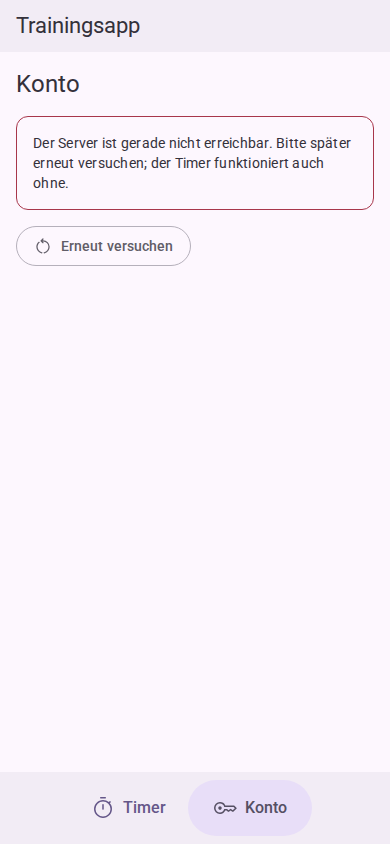 Trainingsapp
Konto
Der Server ist gerade nicht erreichbar. Bitte später
erneut versuchen; der Timer funktioniert auch
ohne.
Erneut versuchen
Timer
Konto